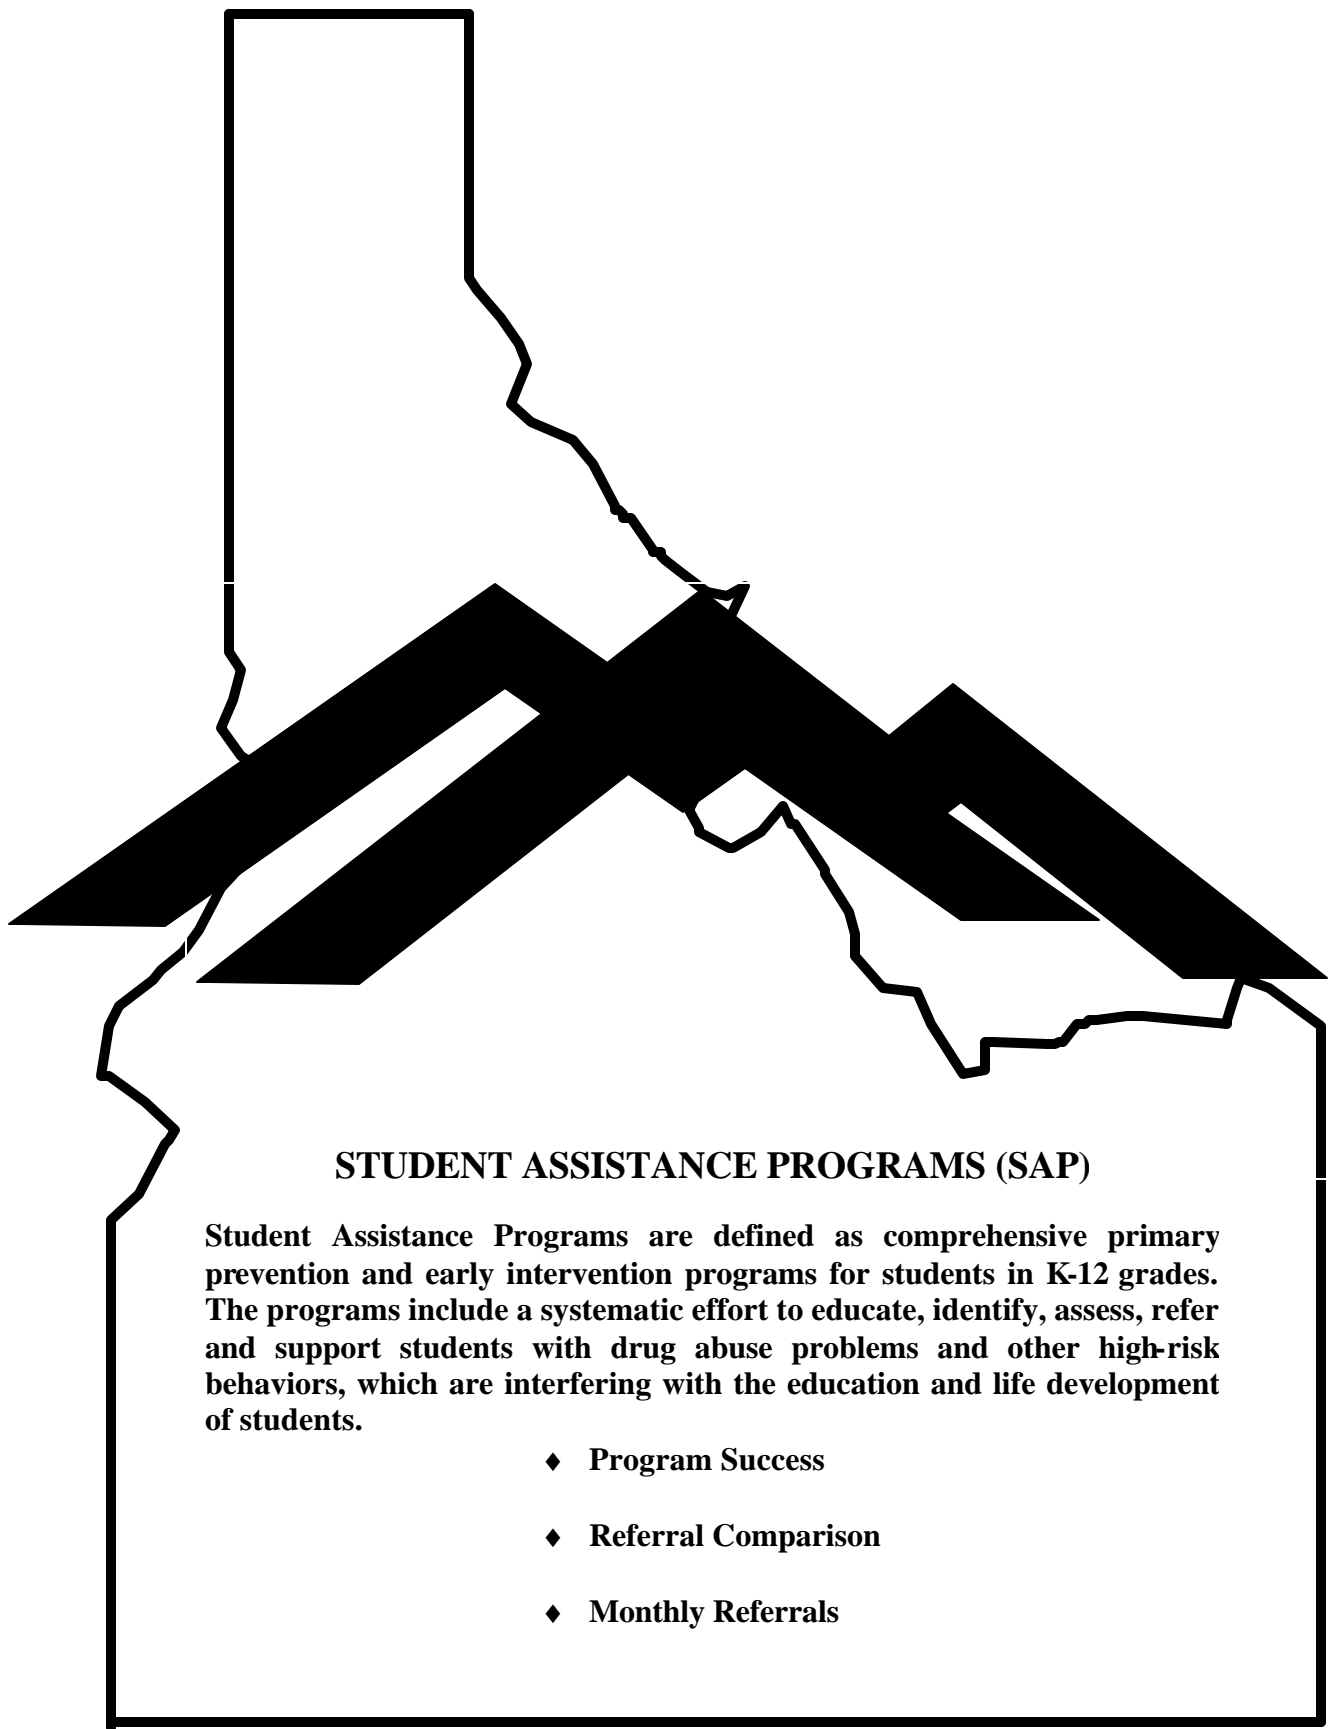 STUDENT ASSISTANCE PROGRAMS (SAP)
Student Assistance Programs are defined as comprehensive primary
prevention and early intervention programs for students in K-12 grades.
The programs include a systematic effort to educate, identify, assess, refer
and support students with drug abuse problems and other high-risk
behaviors, which are interfering with the education and life development
of students.
♦ Program Success
♦ Referral Comparison
♦ Monthly Referrals